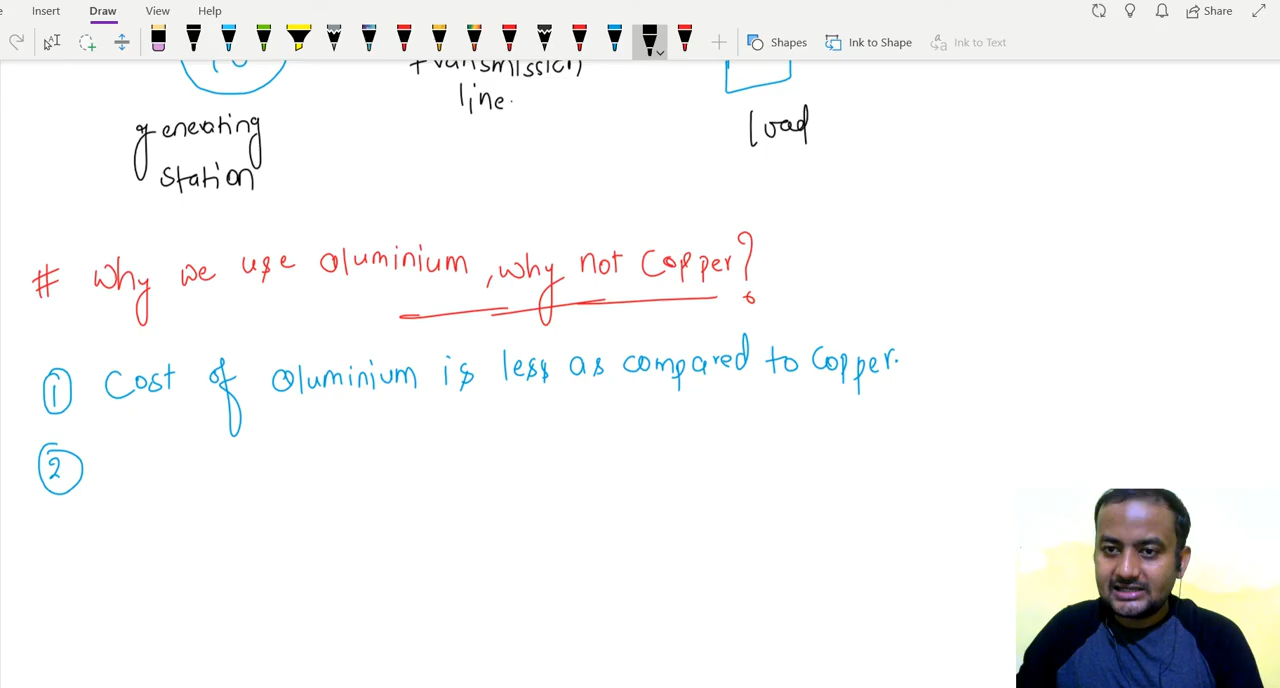 Insert Draw View Help
Share
Shapes Ink to Shape Ink to Text
transmission
line.
generating
station
load
# Why we use aluminium, why not Copper?
① Cost of aluminium is less as compared to Copper.
②